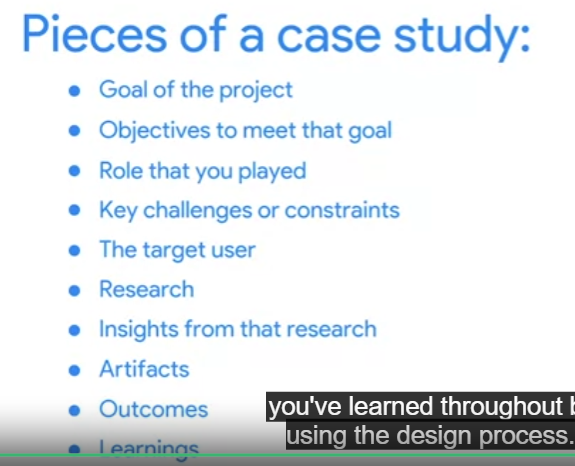 Pieces of a case study:
Goal of the project
Objectives to meet that goal
Role that you played
Key challenges or constraints
The target user
Research
Insights from that research
Artifacts
Outcomes
Learnings
you've learned throughout
using the design process.